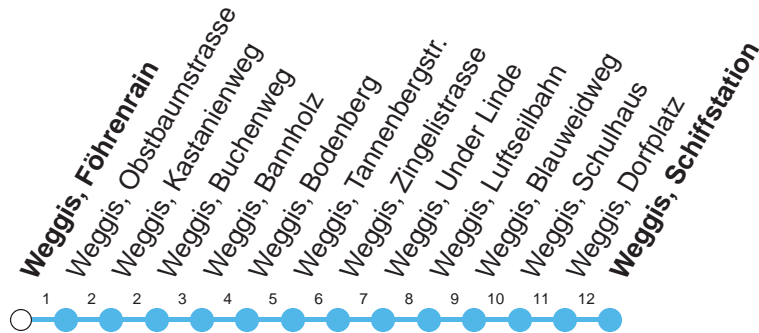 Weggis, Föhrenrain
Weggis, Obstbaumstrasse
Weggis, Kastanienweg
Weggis, Buchenweg
Weggis, Bannholz
Weggis, Bodenberg
Weggis, Tannenbergstr.
Weggis, Zingelistrasse
Weggis, Under Linde
Weggis, Luftseilbahn
Weggis, Blauweidweg
Weggis, Schulhaus
Weggis, Dorfplatz
Weggis, Schiffstation
1 2 2 3 4 5 6 7 8 9 10 11 12